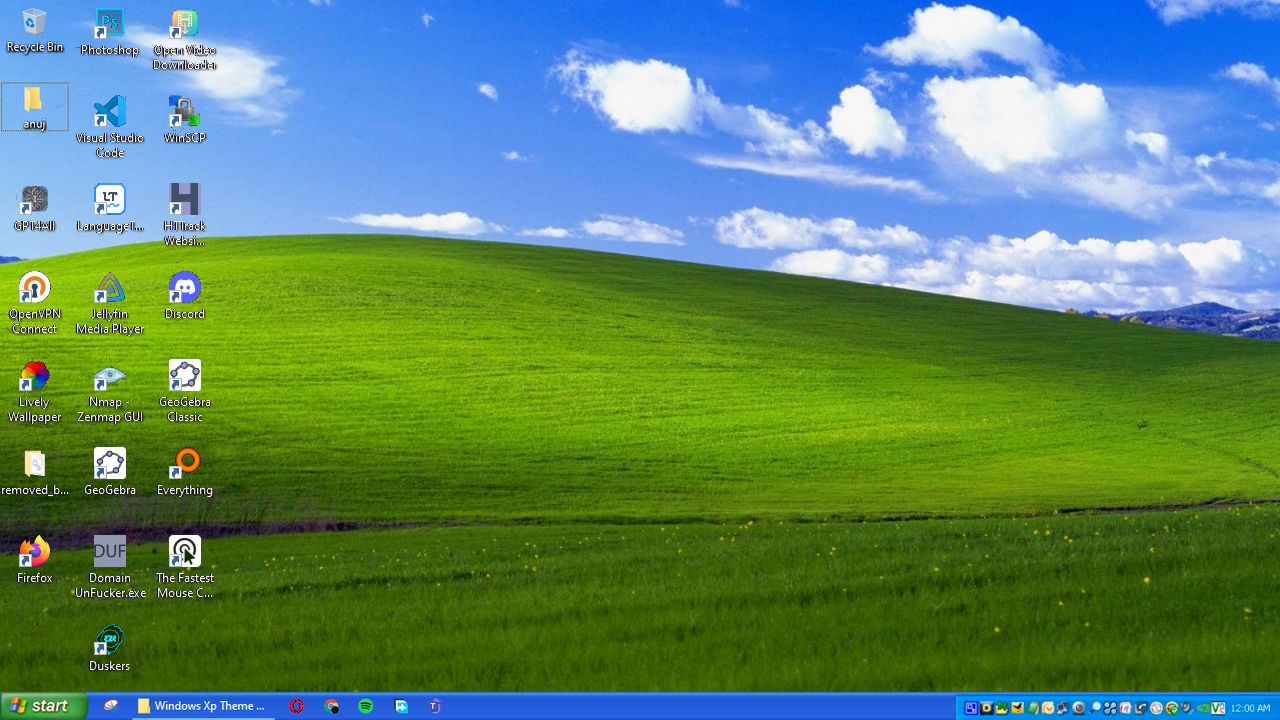 Recycle Bin
Photoshop
Ps
Open Video
Downloader
anuj
Visual Studio
Code
WinSCP
GPT4All
LT
LanguageT...
H
HTTrack
Websi...
OpenVPN
Connect
Jellyfin
Media Player
Discord
Lively
Wallpaper
Nmap -
Zenmap GUI
GeoGebra
Classic
removed_b...
GeoGebra
Everything
Firefox
DUF
Domain
UnFucker.exe
The Fastest
Mouse C...
Duskers
start
Windows Xp Theme ...
12:00 AM